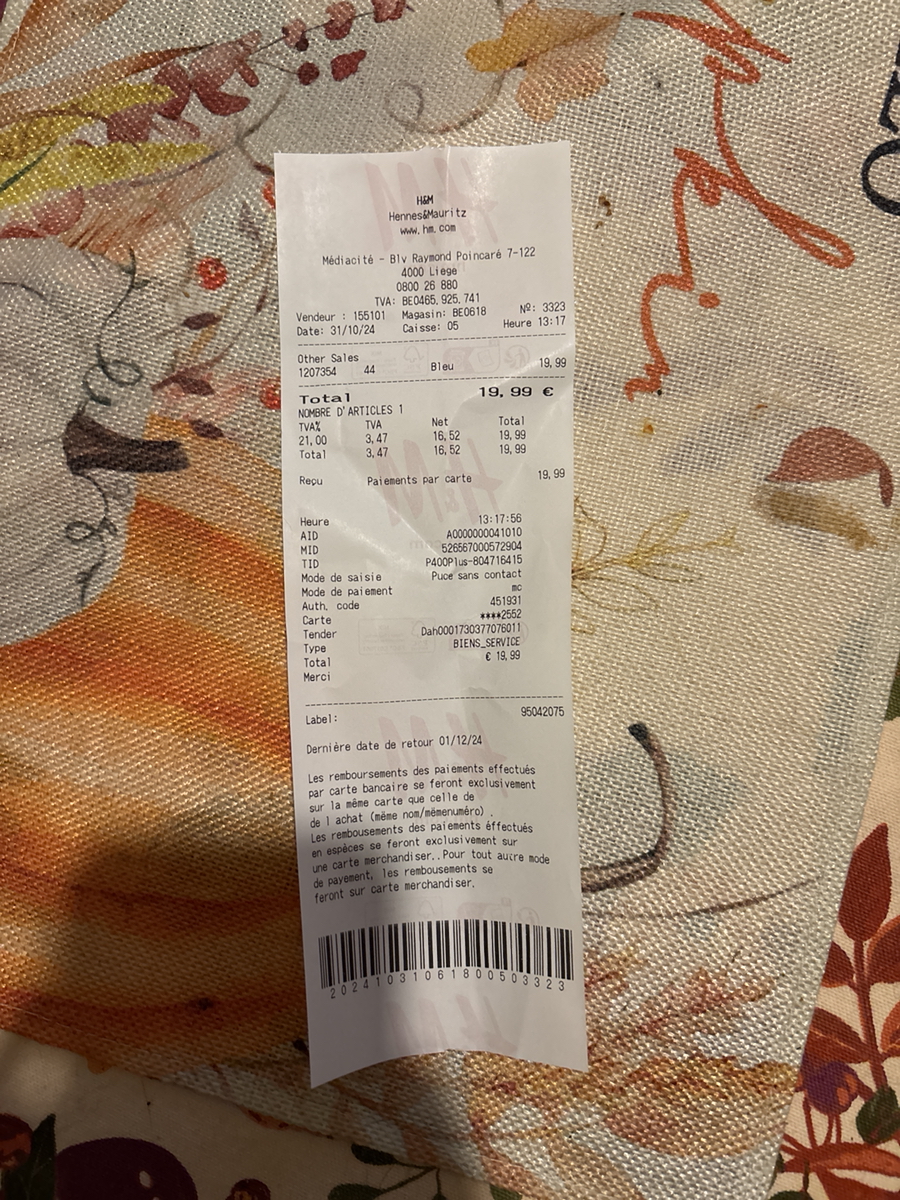 H&M
Hennes&Mauritz
www.hm.com
Médiacité - Blv Raymond Poincaré 7-122
4000 Liege
0800 26 880
TVA: BE0465.925.741
Vendeur : 155101 Magasin: BE0618 Nº: 3323
Date: 31/10/24 Caisse: 05 Heure 13:17
Other Sales
1207354 44 Bleu 19,99
Total 19,99 €
NOMBRE D'ARTICLES 1
TVA% TVA Net Total
21,00 3,47 16,52 19,99
Total 3,47 16,52 19,99
Reçu Paiements par carte 19,99
Heure 13:17:56
AID A0000000041010
MID 526567000572904
TID P400Plus-804716415
Mode de saisie Puce sans contact
Mode de paiement mc
Auth. code 451931
Carte ****2552
Tender Dah0001730377076011
Type BIENS_SERVICE
Total € 19,99
Merci
Label: 95042075
Dernière date de retour 01/12/24
Les remboursements des paiements effectués
par carte bancaire se feront exclusivement
sur la même carte que celle de
de l achat (même nom/mêmenuméro) .
Les rembousements des paiements éffectués
en espèces se feront exclusivement sur
une carte merchandiser..Pour tout autre mode
de payement, les rembousements se
feront sur carte merchandiser.
20241031061800503323